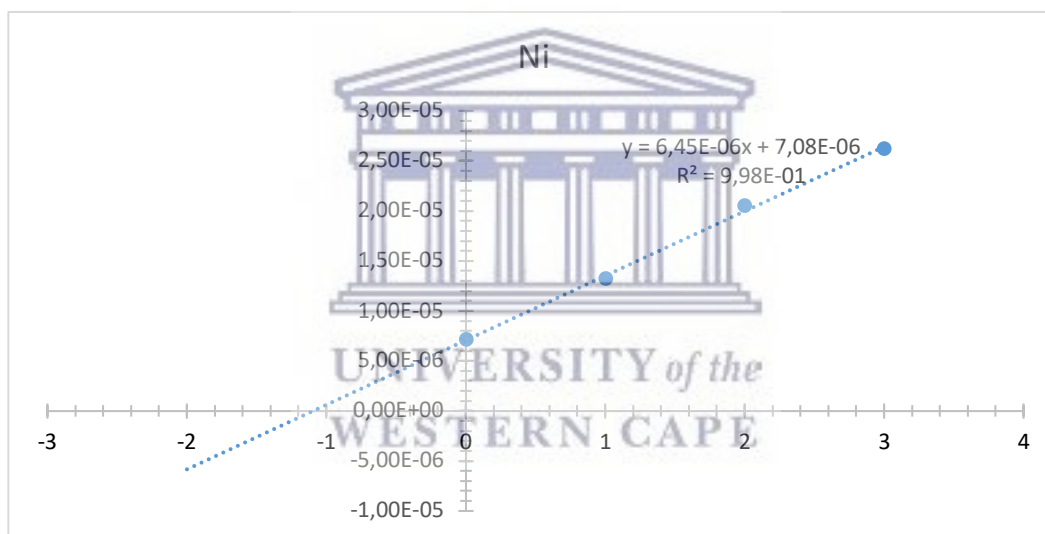 Ni
3,00E-05
y = 6,45E-06x + 7,08E-06
R² = 9,98E-01
2,50E-05
2,00E-05
1,50E-05
1,00E-05
5,00E-06
0,00E+00
-3 -2 -1 0 1 2 3 4
-5,00E-06
-1,00E-05
UNIVERSITY of the
WESTERN CAPE